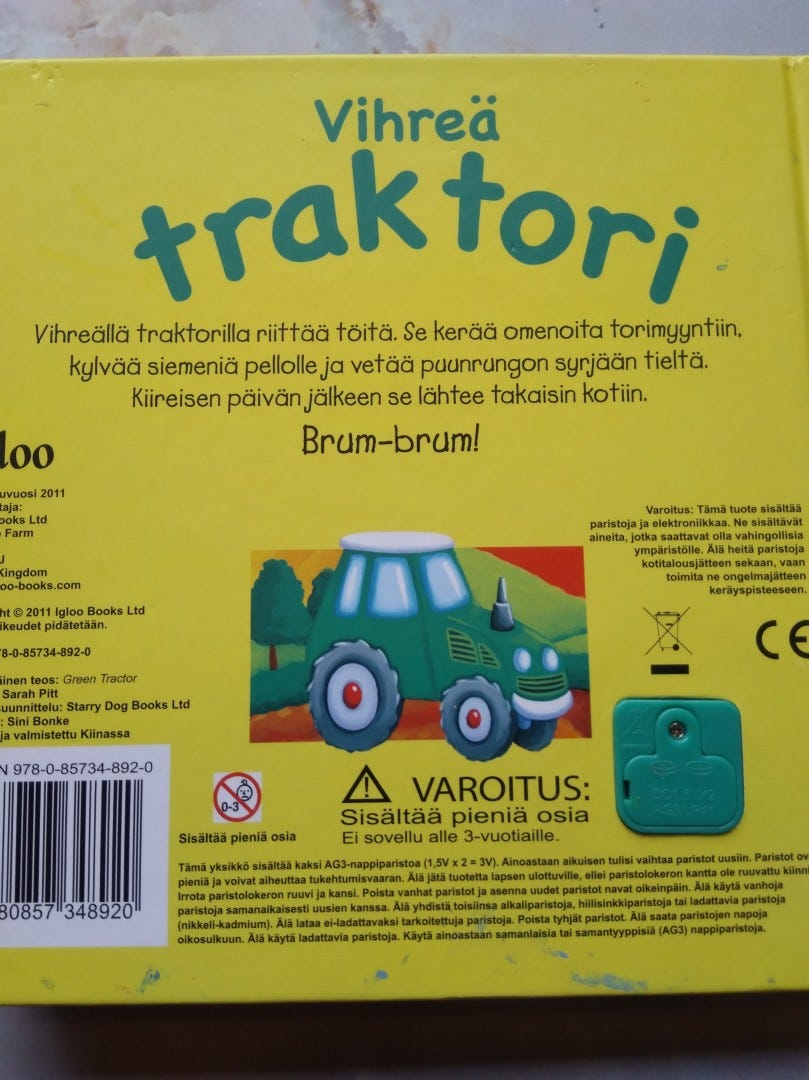 Vihreä
traktori
Vihreällä traktorilla riittää töitä. Se kerää omenoita torimyyntiin,
kylvää siemeniä pellolle ja vetää puunrungon syrjään tieltä.
Kiireisen päivän jälkeen se lähtee takaisin kotiin.
Brum-brum!
loo
uvuosi 2011
taja:
ooks Ltd
e Farm
J
Kingdom
loo-books.com
ht © 2011 Igloo Books Ltd
ikeudet pidätetään.
78-0-85734-892-0
äinen teos: Green Tractor
Sarah Pitt
suunnittelu: Starry Dog Books Ltd
: Sini Bonke
ja valmistettu Kiinassa
N 978-0-85734-892-0
80857 348920
Varoitus: Tämä tuote sisältää
paristoja ja elektroniikkaa. Ne sisältävät
aineita, jotka saattavat olla vahingollisia
ympäristölle. Älä heitä paristoja
kotitalousjätteen sekaan, vaan
toimita ne ongelmajätteen
keräyspisteeseen.
CE
0-3
Sisältää pieniä osia
VAROITUS:
Sisältää pieniä osia
Ei sovellu alle 3-vuotiaille.
Tämä yksikkö sisältää kaksi AG3-nappiparistoa (1,5V x 2 = 3V). Ainoastaan aikuisen tulisi vaihtaa paristot uusiin. Paristot ov
pieniä ja voivat aiheuttaa tukehtumisvaaran. Älä jätä tuotetta lapsen ulottuville, ellei paristolokeron kantta ole ruuvattu kiinni
Irrota paristolokeron ruuvi ja kansi. Poista vanhat paristot ja asenna uudet paristot navat oikeinpäin. Älä käytä vanhoja
paristoja samanaikaisesti uusien kanssa. Älä yhdistä toisiinsa alkaliparistoja, hiilisinkkiparistoja tai ladattavia paristoja
(nikkeli-kadmium). Älä lataa ei-ladattavaksi tarkoitettuja paristoja. Poista tyhjät paristot. Älä saata paristojen napoja
oikosulkuun. Älä käytä ladattavia paristoja. Käytä ainoastaan samanlaisia tai samantyyppisiä (AG3) nappiparistoja.